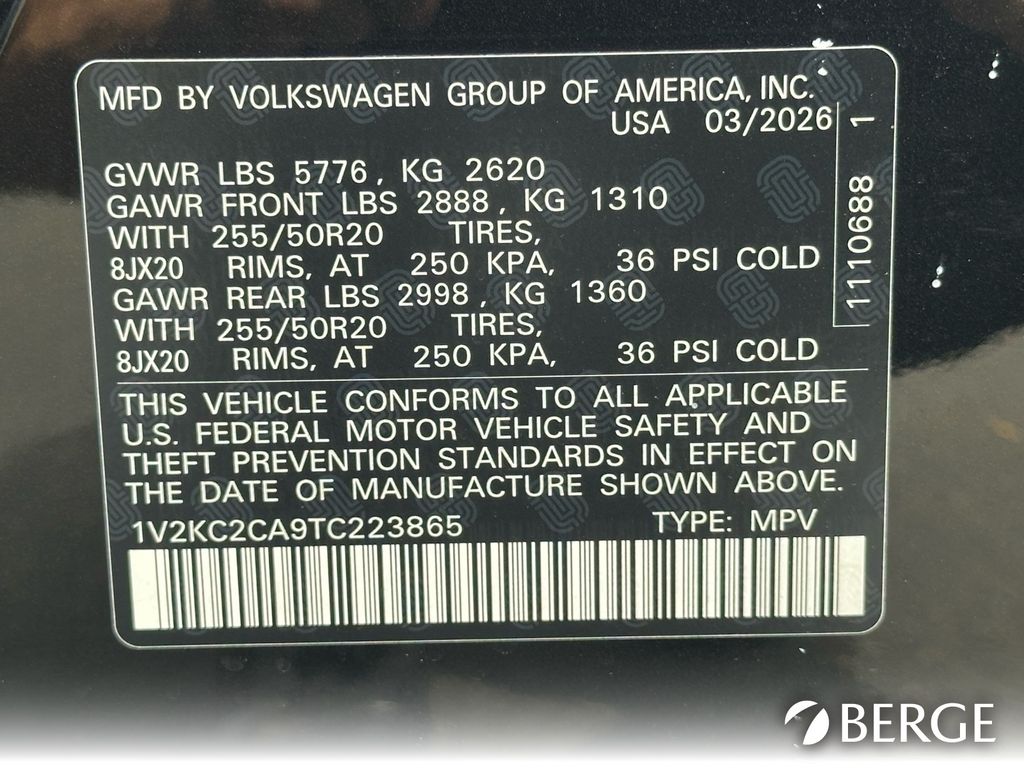 MFD BY VOLKSWAGEN GROUP OF AMERICA, INC.
USA 03/2026
GVWR LBS 5776, KG 2620
GAWR FRONT LBS 2888, KG 1310
WITH 255/50R20 TIRES,
8JX20 RIMS, AT 250 KPA, 36 PSI COLD
GAWR REAR LBS 2998, KG 1360
WITH 255/50R20 TIRES,
8JX20 RIMS, AT 250 KPA, 36 PSI COLD
1110688 1
THIS VEHICLE CONFORMS TO ALL APPLICABLE
U.S. FEDERAL MOTOR VEHICLE SAFETY AND
THEFT PREVENTION STANDARDS IN EFFECT ON
THE DATE OF MANUFACTURE SHOWN ABOVE.
1V2KC2CA9TC223865 TYPE: MPV
BERGE